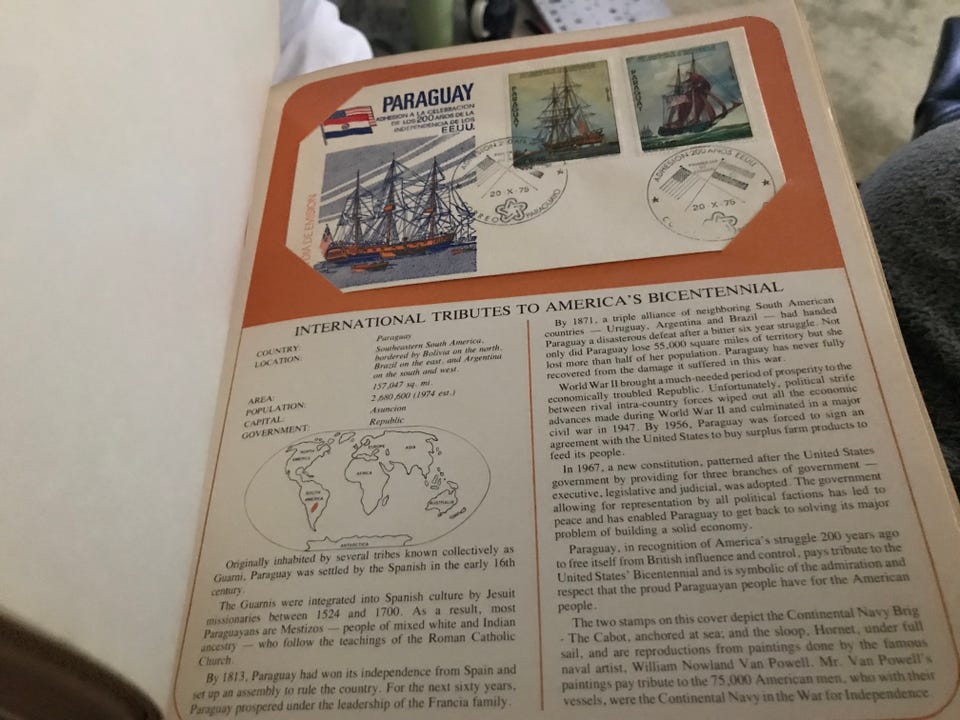 PARAGUAY
ADHESION A LA CELEBRACION
DE LOS 200 AÑOS DE LA
INDEPENDENCIA DE LOS
EEUU.
DIA DE EMISION
PARAGUAY
PARAGUAY
20 X 75
CORREO PARAGUAYO
ADHESION 200 AÑOS EEUU
20 X 75
INTERNATIONAL TRIBUTES TO AMERICA'S BICENTENNIAL
COUNTRY: Paraguay
LOCATION: Southeastern South America,
bordered by Bolivia on the north,
Brazil on the east, and Argentina
on the south and west.
AREA: 157,047 sq. mi.
POPULATION: 2,680,600 (1974 est.)
CAPITAL: Asuncion
GOVERNMENT: Republic
NORTH
AMERICA
EUROPE
ASIA
AFRICA
SOUTH
AMERICA
AUSTRALIA
ANTARCTICA
Originally inhabited by several tribes known collectively as
Guarni, Paraguay was settled by the Spanish in the early 16th
century.
The Guarnis were integrated into Spanish culture by Jesuit
missionaries between 1524 and 1700. As a result, most
Paraguayans are Mestizos — people of mixed white and Indian
ancestry — who follow the teachings of the Roman Catholic
Church.
By 1813, Paraguay had won its independence from Spain and
set up an assembly to rule the country. For the next sixty years,
Paraguay prospered under the leadership of the Francia family.
By 1871, a triple alliance of neighboring South American
countries — Uruguay, Argentina and Brazil — had handed
Paraguay a disastrous defeat after a bitter six year struggle. Not
only did Paraguay lose 55,000 square miles of territory but she
lost more than half of her population. Paraguay has never fully
recovered from the damage it suffered in this war.
World War II brought a much-needed period of prosperity to the
economically troubled Republic. Unfortunately, political strife
between rival intra-country forces wiped out all the economic
advances made during World War II and culminated in a major
civil war in 1947. By 1956, Paraguay was forced to sign an
agreement with the United States to buy surplus farm products to
feed its people.
In 1967, a new constitution, patterned after the United States
government by providing for three branches of government —
executive, legislative and judicial, was adopted. The government
allowing for representation by all political factions has led to
peace and has enabled Paraguay to get back to solving its major
problem of building a solid economy.
Paraguay, in recognition of America's struggle 200 years ago
to free itself from British influence and control, pays tribute to the
United States' Bicentennial and is symbolic of the admiration and
respect that the proud Paraguayan people have for the American
people.
The two stamps on this cover depict the Continental Navy Brig
- The Cabot, anchored at sea; and the sloop, Hornet, under full
sail, and are reproductions from paintings done by the famous
naval artist, William Nowland Van Powell. Mr. Van Powell's
paintings pay tribute to the 75,000 American men, who with their
vessels, were the Continental Navy in the War for Independence.